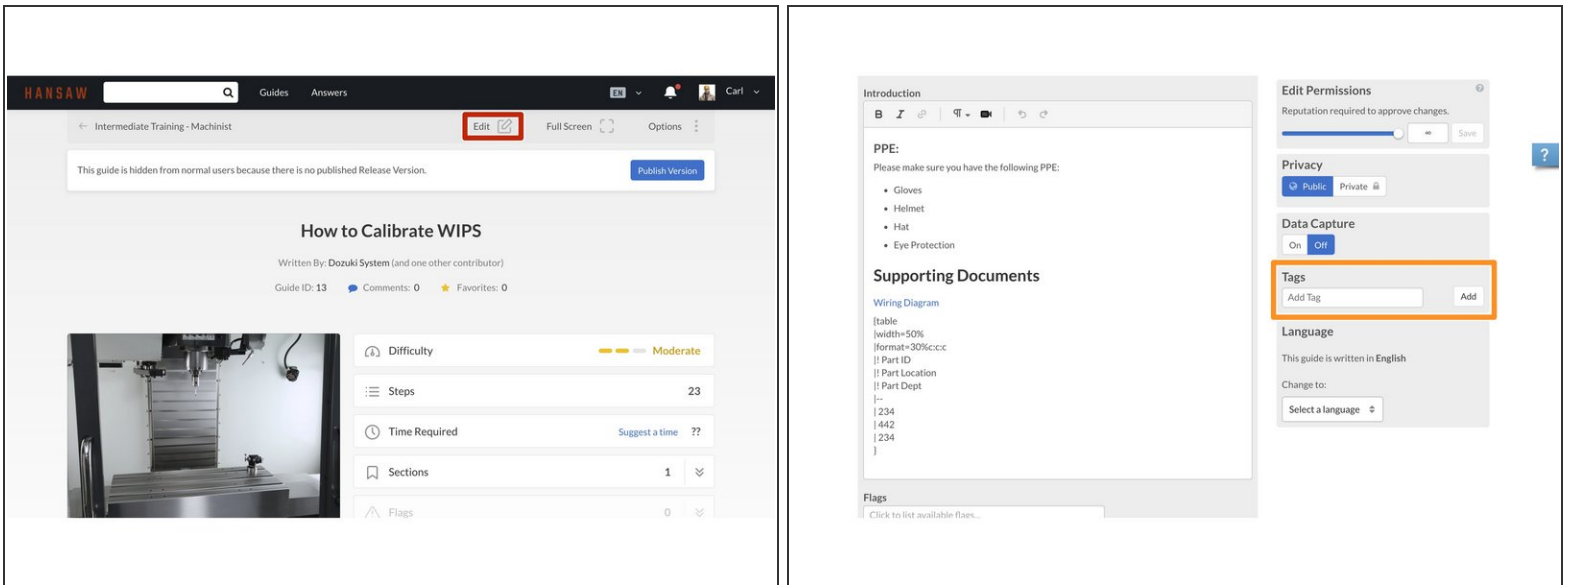 HANSAW
Guides Answers EN Carl
Intermediate Training - Machinist Edit Full Screen Options
This guide is hidden from normal users because there is no published Release Version. Publish Version
How to Calibrate WIPS
Written By: Dozuki System (and one other contributor)
Guide ID: 13 Comments: 0 Favorites: 0
Difficulty Moderate
Steps 23
Time Required Suggest a time ??
Sections 1
Flags 0
Introduction
B I ¶
PPE:
Please make sure you have the following PPE:
• Gloves
• Helmet
• Hat
• Eye Protection
Supporting Documents
Wiring Diagram
{table
|width=50%
|format=30%c:c:c
|! Part ID
|! Part Location
|! Part Dept
|--
| 234
| 442
| 234
}
Flags
Click to list available flags...
Edit Permissions
Reputation required to approve changes.
∞ Save
Privacy
Public Private
Data Capture
On Off
Tags
Add Tag Add
Language
This guide is written in English
Change to:
Select a language
?